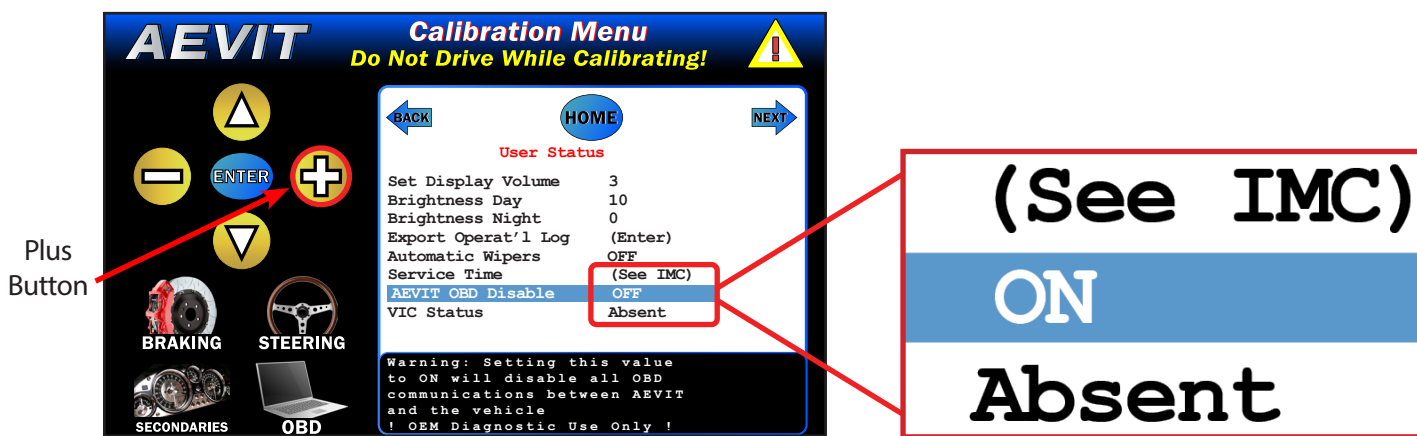 AEVIT
Calibration Menu
Do Not Drive While Calibrating!
!
BACK
HOME
NEXT
ENTER
Plus
Button
User Status
Set Display Volume 3
Brightness Day 10
Brightness Night 0
Export Operat'l Log (Enter)
Automatic Wipers OFF
Service Time (See IMC)
AEVIT OBD Disable OFF
VIC Status Absent
BRAKING
STEERING
SECONDARIES
OBD
Warning: Setting this value
to ON will disable all OBD
communications between AEVIT
and the vehicle
! OEM Diagnostic Use Only !
(See IMC)
ON
Absent